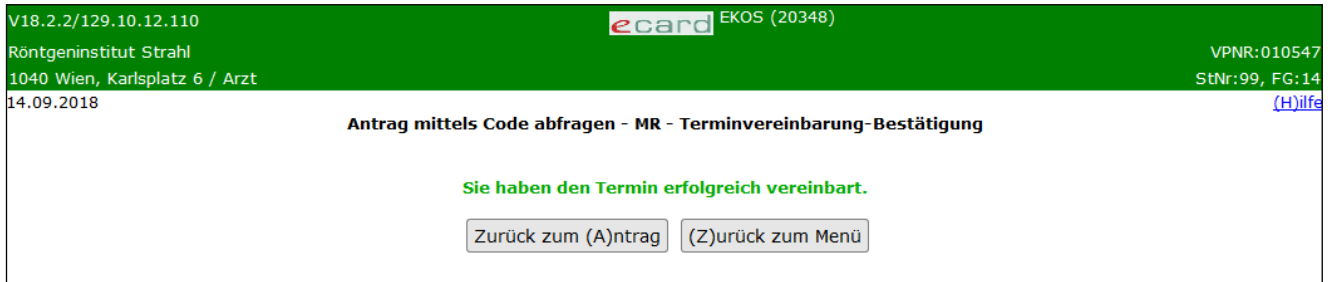 V18.2.2/129.10.12.110 ecard EKOS (20348)
Röntgeninstitut Strahl VPNR:010547
1040 Wien, Karlsplatz 6 / Arzt StNr:99, FG:14
14.09.2018 (H)ilfe
Antrag mittels Code abfragen - MR - Terminvereinbarung-Bestätigung
Sie haben den Termin erfolgreich vereinbart.
Zurück zum (A)ntrag (Z)urück zum Menü